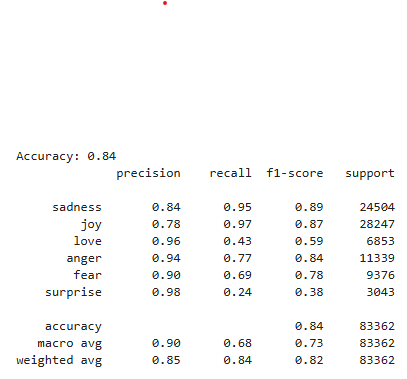 Accuracy: 0.84
precision recall f1-score support
sadness 0.84 0.95 0.89 24504
joy 0.78 0.97 0.87 28247
love 0.96 0.43 0.59 6853
anger 0.94 0.77 0.84 11339
fear 0.90 0.69 0.78 9376
surprise 0.98 0.24 0.38 3043
accuracy 0.84 83362
macro avg 0.90 0.68 0.73 83362
weighted avg 0.85 0.84 0.82 83362